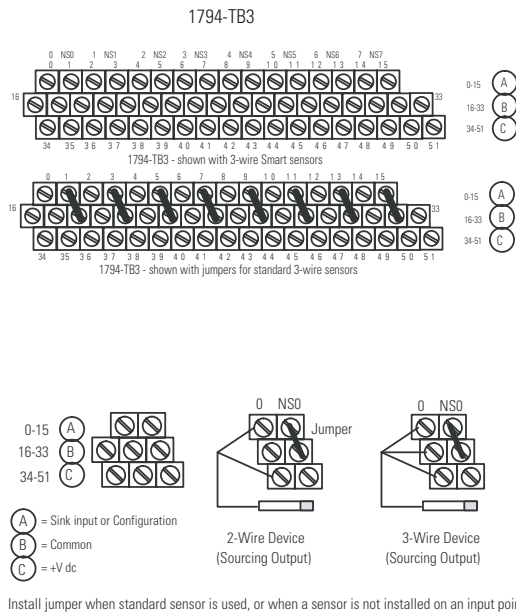 1794-TB3
0 NS0 1 NS1 2 NS2 3 NS3 4 NS4 5 NS5 6 NS6 7 NS7
0 1 2 3 4 5 6 7 8 9 10 11 12 13 14 15
0-15 A
16 33
16-33 B
34-51 C
34 35 36 37 38 39 40 41 42 43 44 45 46 47 48 49 50 51
1794-TB3 - shown with 3-wire Smart sensors
0 1 2 3 4 5 6 7 8 9 10 11 12 13 14 15
0-15 A
16 33
16-33 B
34-51 C
34 35 36 37 38 39 40 41 42 43 44 45 46 47 48 49 50 51
1794-TB3 - shown with jumpers for standard 3-wire sensors
0 NS0
0 NS0
0-15 A
Jumper
16-33 B
34-51 C
A = Sink input or Configuration
B = Common
C = +V dc
2-Wire Device
(Sourcing Output)
3-Wire Device
(Sourcing Output)
Install jumper when standard sensor is used, or when a sensor is not installed on an input poi